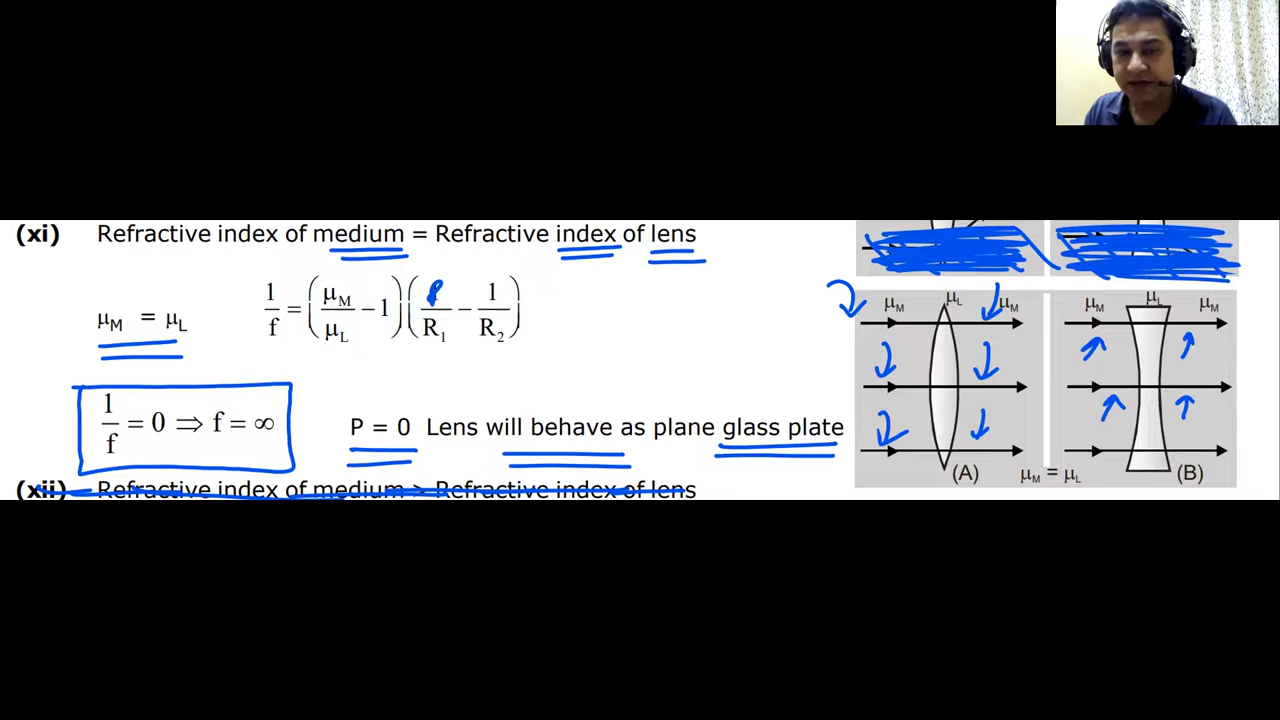 (xi) Refractive index of medium = Refractive index of lens
μM = μL
1/f = (μM/μL − 1)(1/R1 − 1/R2)
1/f = 0 ⇒ f = ∞
P = 0 Lens will behave as plane glass plate
(xii) Refractive index of medium > Refractive index of lens
μM μL μM
μM μL μM
(A) μM = μL (B)